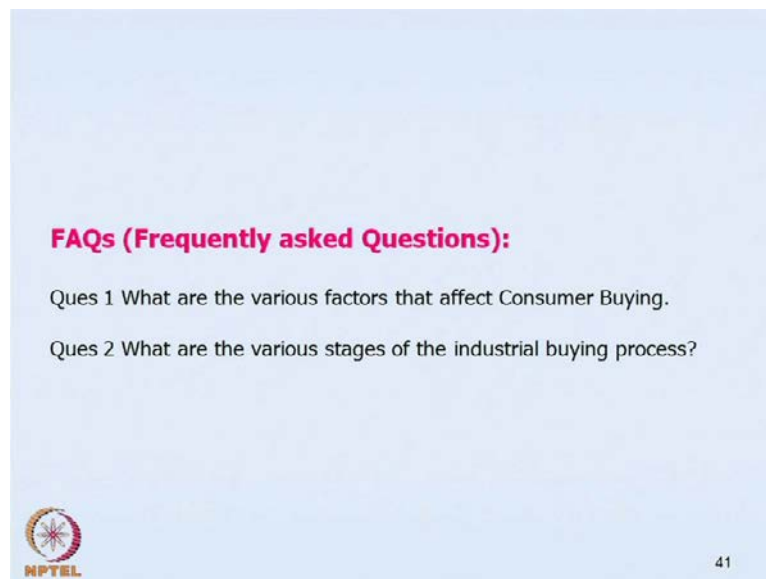 FAQs (Frequently asked Questions):
Ques 1 What are the various factors that affect Consumer Buying.
Ques 2 What are the various stages of the industrial buying process?
NPTEL
41